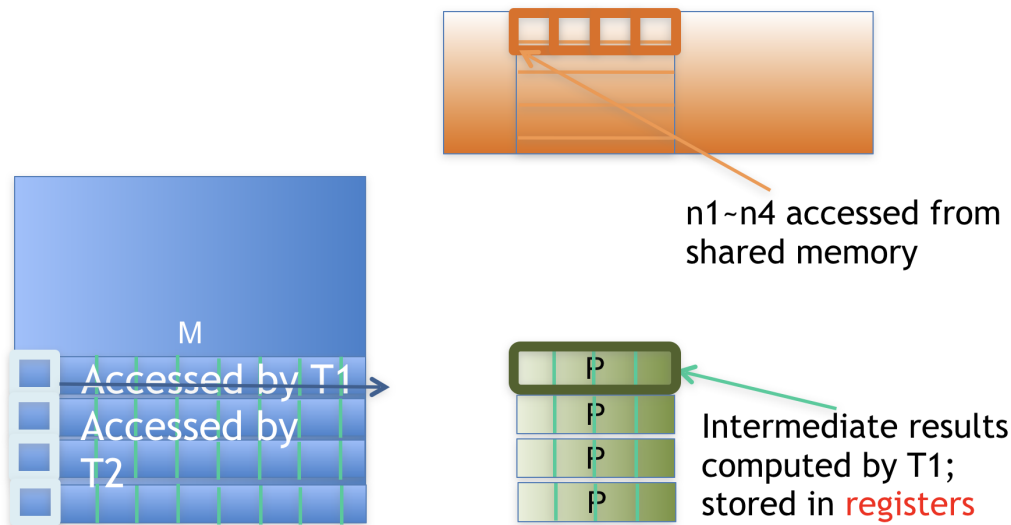 n1~n4 accessed from
shared memory
M
Accessed by T1
Accessed by
T2
P
P
P
P
Intermediate results
computed by T1;
stored in registers